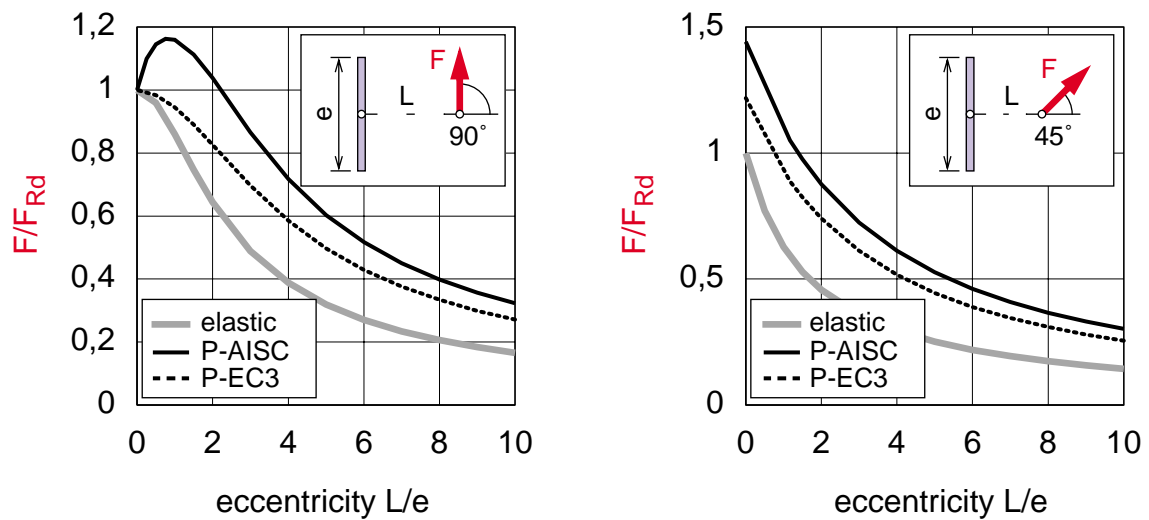 1,2
1
0,8
0,6
0,4
0,2
0
F/F_Rd
e
L
F
90°
elastic
P-AISC
P-EC3
0 2 4 6 8 10
eccentricity L/e
1,5
1
0,5
0
F/F_Rd
e
L
F
45°
elastic
P-AISC
P-EC3
0 2 4 6 8 10
eccentricity L/e